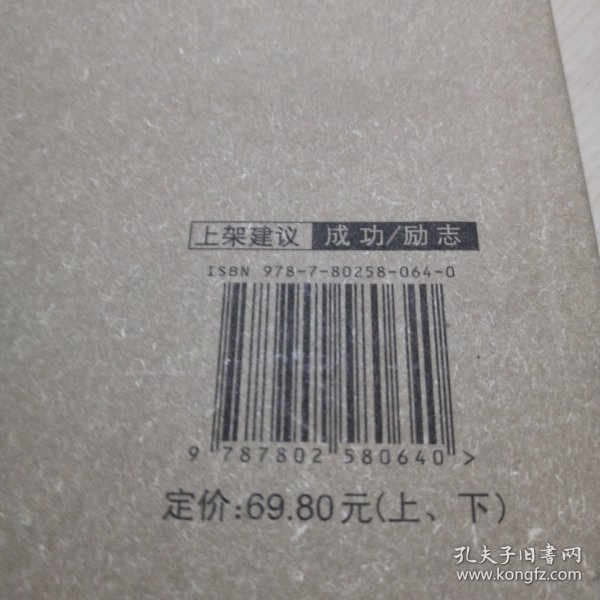 上架建议 成功/励志
ISBN 978-7-80258-064-0
9 787802 580640 >
定价:69.80元(上、下)
孔夫子旧书网
www.kongfz.com